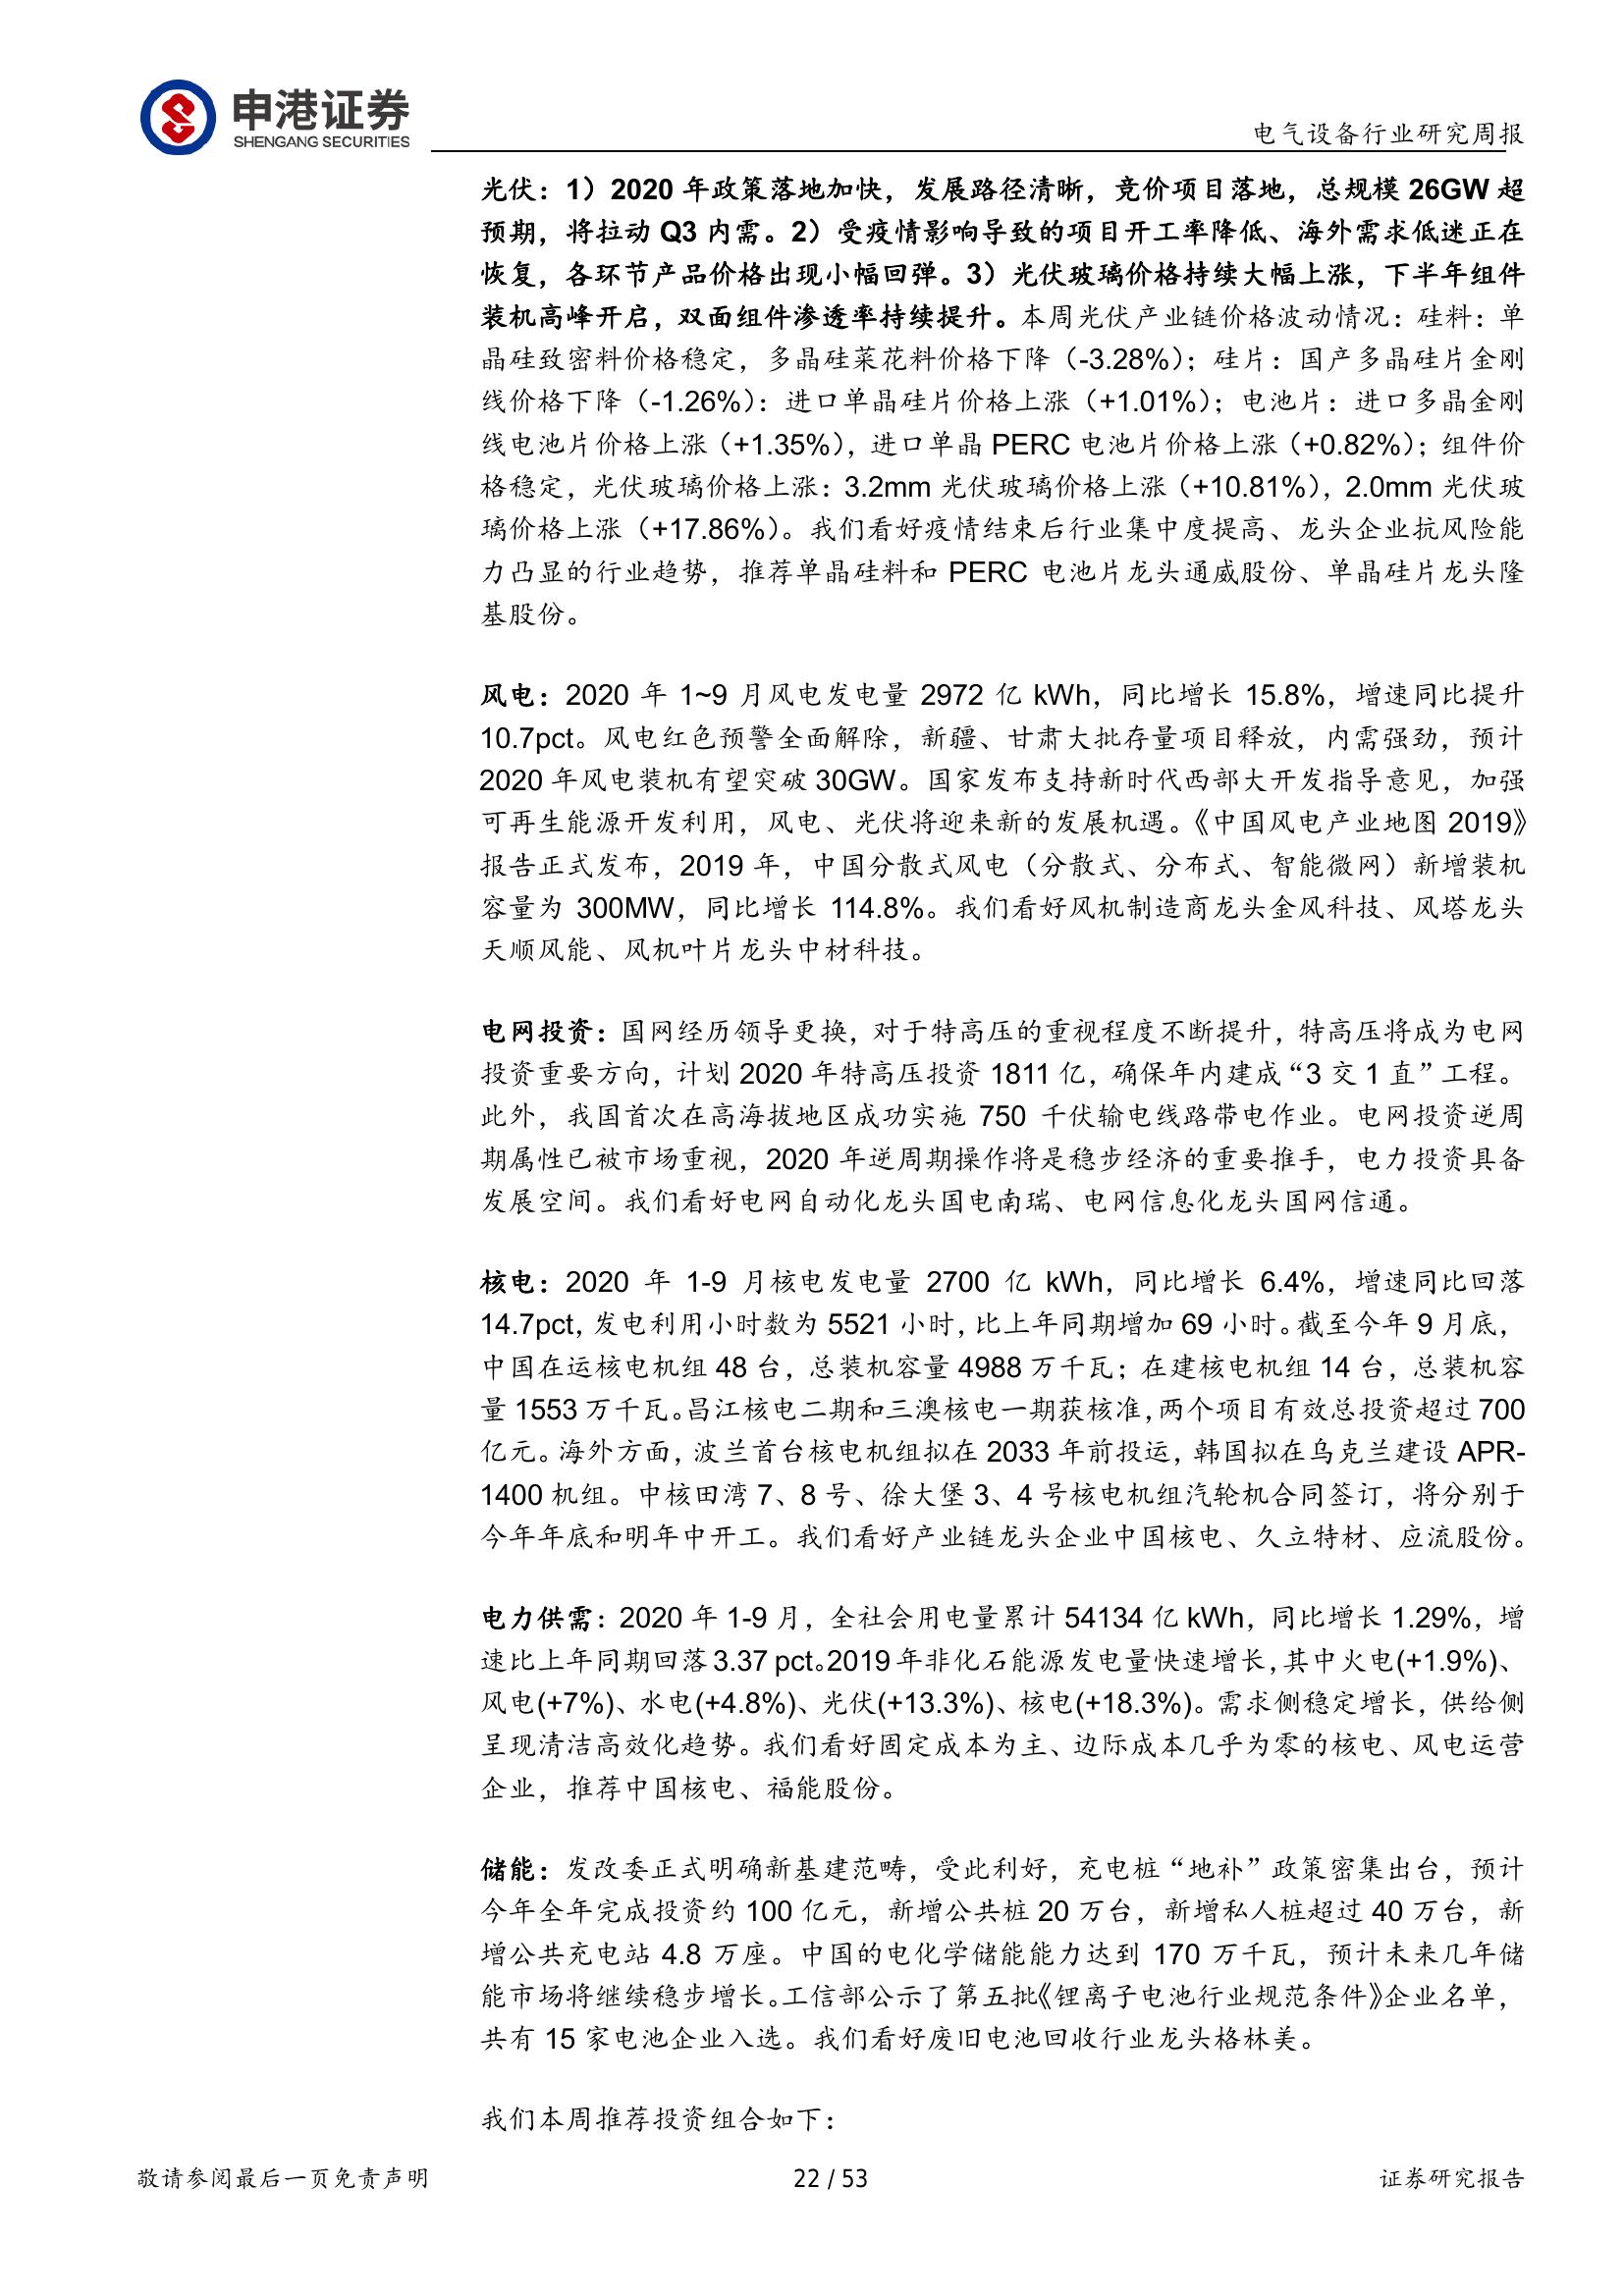 申港证券
SHENGANG SECURITIES
电气设备行业研究周报
光伏：1）2020 年政策落地加快，发展路径清晰，竞价项目落地，总规模 26GW 超
预期，将拉动 Q3 内需。2）受疫情影响导致的项目开工率降低、海外需求低迷正在
恢复，各环节产品价格出现小幅回弹。3）光伏玻璃价格持续大幅上涨，下半年组件
装机高峰开启，双面组件渗透率持续提升。本周光伏产业链价格波动情况：硅料：单
晶硅致密料价格稳定，多晶硅菜花料价格下降（-3.28%）；硅片：国产多晶硅片金刚
线价格下降（-1.26%）：进口单晶硅片价格上涨（+1.01%）；电池片：进口多晶金刚
线电池片价格上涨（+1.35%），进口单晶 PERC 电池片价格上涨（+0.82%）；组件价
格稳定，光伏玻璃价格上涨：3.2mm 光伏玻璃价格上涨（+10.81%），2.0mm 光伏玻
璃价格上涨（+17.86%）。我们看好疫情结束后行业集中度提高、龙头企业抗风险能
力凸显的行业趋势，推荐单晶硅料和 PERC 电池片龙头通威股份、单晶硅片龙头隆
基股份。
风电：2020 年 1~9 月风电发电量 2972 亿 kWh，同比增长 15.8%，增速同比提升
10.7pct。风电红色预警全面解除，新疆、甘肃大批存量项目释放，内需强劲，预计
2020 年风电装机有望突破 30GW。国家发布支持新时代西部大开发指导意见，加强
可再生能源开发利用，风电、光伏将迎来新的发展机遇。《中国风电产业地图 2019》
报告正式发布，2019 年，中国分散式风电（分散式、分布式、智能微网）新增装机
容量为 300MW，同比增长 114.8%。我们看好风机制造商龙头金风科技、风塔龙头
天顺风能、风机叶片龙头中材科技。
电网投资：国网经历领导更换，对于特高压的重视程度不断提升，特高压将成为电网
投资重要方向，计划 2020 年特高压投资 1811 亿，确保年内建成“3 交 1 直”工程。
此外，我国首次在高海拔地区成功实施 750 千伏输电线路带电作业。电网投资逆周
期属性已被市场重视，2020 年逆周期操作将是稳步经济的重要推手，电力投资具备
发展空间。我们看好电网自动化龙头国电南瑞、电网信息化龙头国网信通。
核电：2020 年 1-9 月核电发电量 2700 亿 kWh，同比增长 6.4%，增速同比回落
14.7pct，发电利用小时数为 5521 小时，比上年同期增加 69 小时。截至今年 9 月底，
中国在运核电机组 48 台，总装机容量 4988 万千瓦；在建核电机组 14 台，总装机容
量 1553 万千瓦。昌江核电二期和三澳核电一期获核准，两个项目有效总投资超过 700
亿元。海外方面，波兰首台核电机组拟在 2033 年前投运，韩国拟在乌克兰建设 APR-
1400 机组。中核田湾 7、8 号、徐大堡 3、4 号核电机组汽轮机合同签订，将分别于
今年年底和明年中开工。我们看好产业链龙头企业中国核电、久立特材、应流股份。
电力供需：2020 年 1-9 月，全社会用电量累计 54134 亿 kWh，同比增长 1.29%，增
速比上年同期回落 3.37 pct。2019 年非化石能源发电量快速增长，其中火电(+1.9%)、
风电(+7%)、水电(+4.8%)、光伏(+13.3%)、核电(+18.3%)。需求侧稳定增长，供给侧
呈现清洁高效化趋势。我们看好固定成本为主、边际成本几乎为零的核电、风电运营
企业，推荐中国核电、福能股份。
储能：发改委正式明确新基建范畴，受此利好，充电桩“地补”政策密集出台，预计
今年全年完成投资约 100 亿元，新增公共桩 20 万台，新增私人桩超过 40 万台，新
增公共充电站 4.8 万座。中国的电化学储能能力达到 170 万千瓦，预计未来几年储
能市场将继续稳步增长。工信部公示了第五批《锂离子电池行业规范条件》企业名单，
共有 15 家电池企业入选。我们看好废旧电池回收行业龙头格林美。
我们本周推荐投资组合如下：
敬请参阅最后一页免责声明
22 / 53
证券研究报告